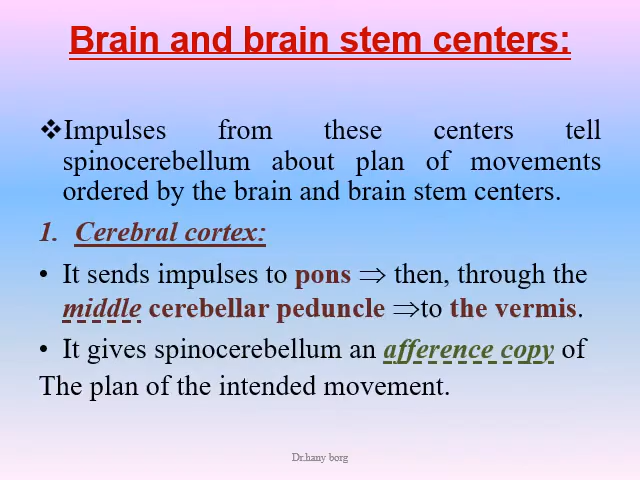 Brain and brain stem centers:
❖Impulses from these centers tell
spinocerebellum about plan of movements
ordered by the brain and brain stem centers.
1. Cerebral cortex:
• It sends impulses to pons ⇒ then, through the
middle cerebellar peduncle ⇒to the vermis.
• It gives spinocerebellum an afference copy of
The plan of the intended movement.
Dr.hany borg